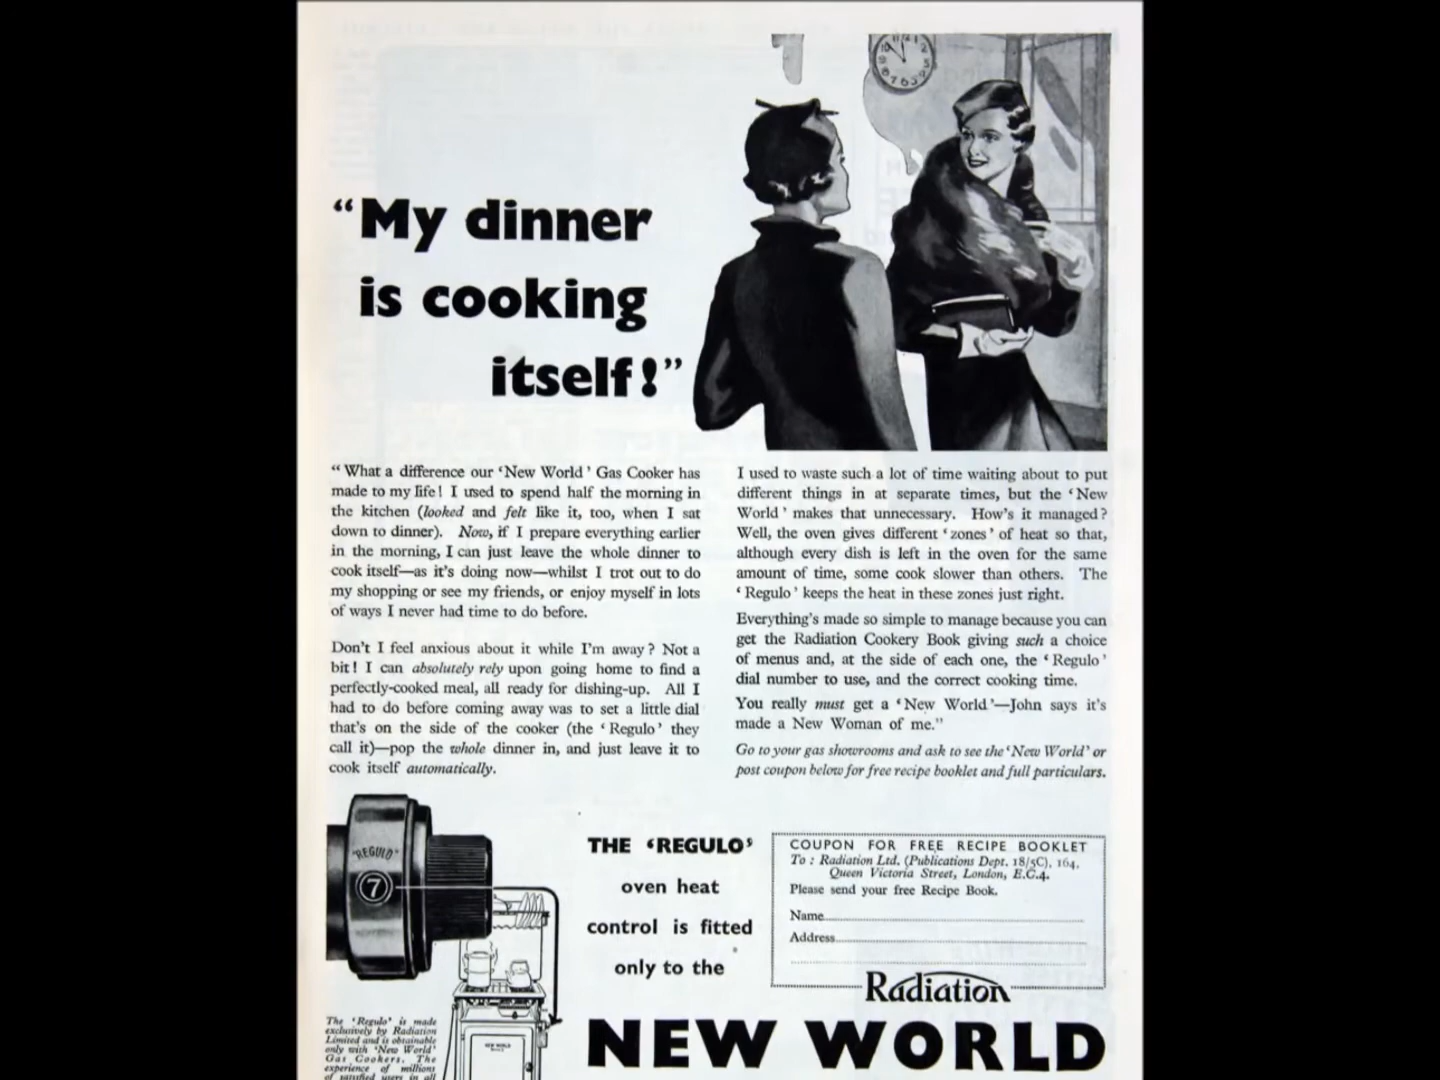 "My dinner
is cooking
itself!"
"What a difference our 'New World' Gas Cooker has
made to my life! I used to spend half the morning in
the kitchen (looked and felt like it, too, when I sat
down to dinner). Now, if I prepare everything earlier
in the morning, I can just leave the whole dinner to
cook itself—as it's doing now—whilst I trot out to do
my shopping or see my friends, or enjoy myself in lots
of ways I never had time to do before.
Don't I feel anxious about it while I'm away? Not a
bit! I can absolutely rely upon going home to find a
perfectly-cooked meal, all ready for dishing-up. All I
had to do before coming away was to set a little dial
that's on the side of the cooker (the 'Regulo' they
call it)—pop the whole dinner in, and just leave it to
cook itself automatically.
I used to waste such a lot of time waiting about to put
different things in at separate times, but the 'New
World' makes that unnecessary. How's it managed?
Well, the oven gives different 'zones' of heat so that,
although every dish is left in the oven for the same
amount of time, some cook slower than others. The
'Regulo' keeps the heat in these zones just right.
Everything's made so simple to manage because you can
get the Radiation Cookery Book giving such a choice
of menus and, at the side of each one, the 'Regulo'
dial number to use, and the correct cooking time.
You really must get a 'New World'—John says it's
made a New Woman of me."
Go to your gas showrooms and ask to see the 'New World' or
post coupon below for free recipe booklet and full particulars.
"REGULO"
7
THE 'REGULO'
oven heat
control is fitted
only to the
COUPON FOR FREE RECIPE BOOKLET
To: Radiation Ltd. (Publications Dept. 18/5C), 164,
Queen Victoria Street, London, E.C.4.
Please send your free Recipe Book.
Name
Address
Radiation
NEW WORLD
The 'Regulo' is made
exclusively by Radiation
Limited and is obtainable
only with 'New World'
Gas Cookers. The
experience of millions
of satisfied users in all
NEW WORLD